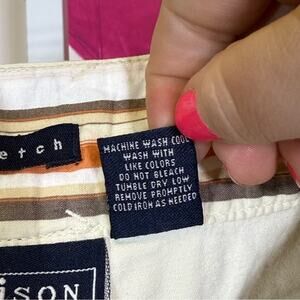 etch
MACHINE WASH COOL
WASH WITH
LIKE COLORS
DO NOT BLEACH
TUMBLE DRY LOW
REMOVE PROMPTLY
COLD IRON AS NEEDED
iSON